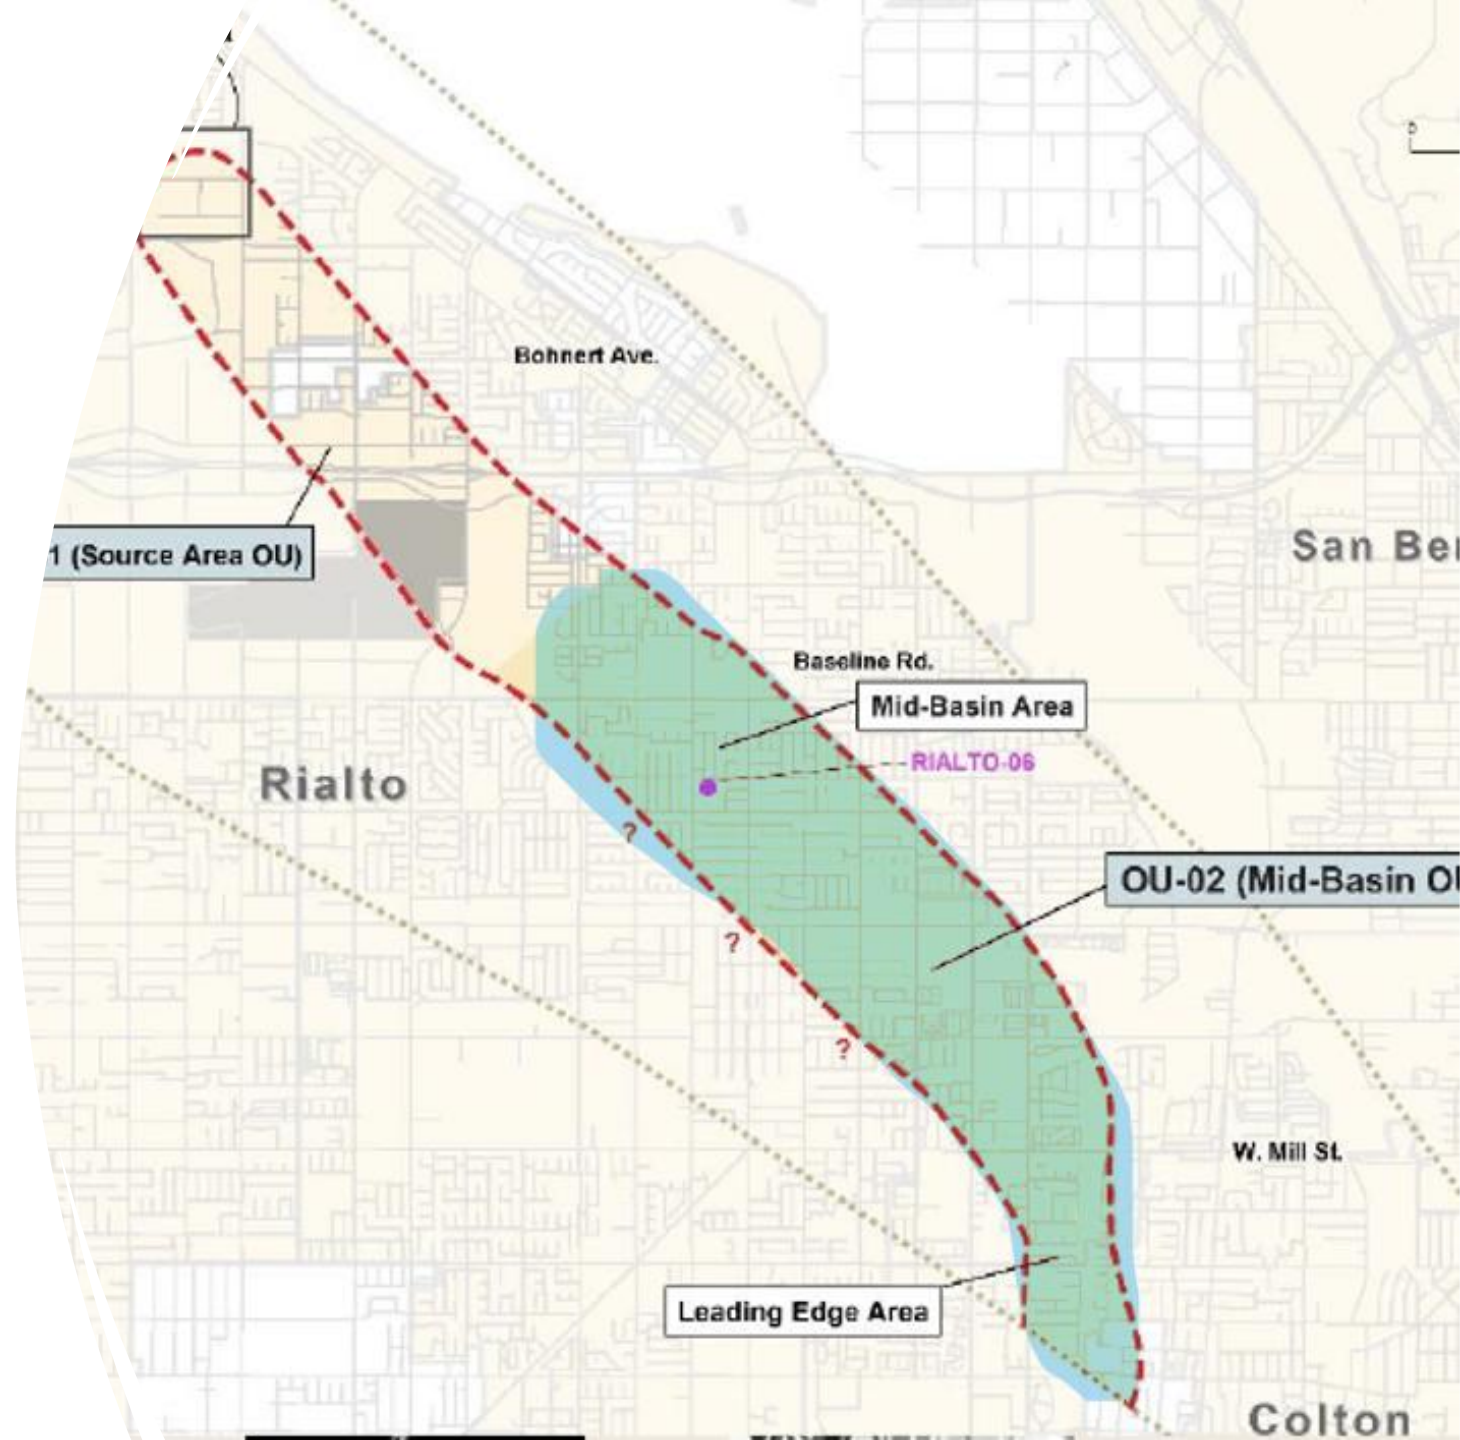 Bohnert Ave.
San Be
1 (Source Area OU)
Baseline Rd.
Mid-Basin Area
RIALTO-06
Rialto
?
OU-02 (Mid-Basin OU
?
?
W. Mill St.
Leading Edge Area
Colton